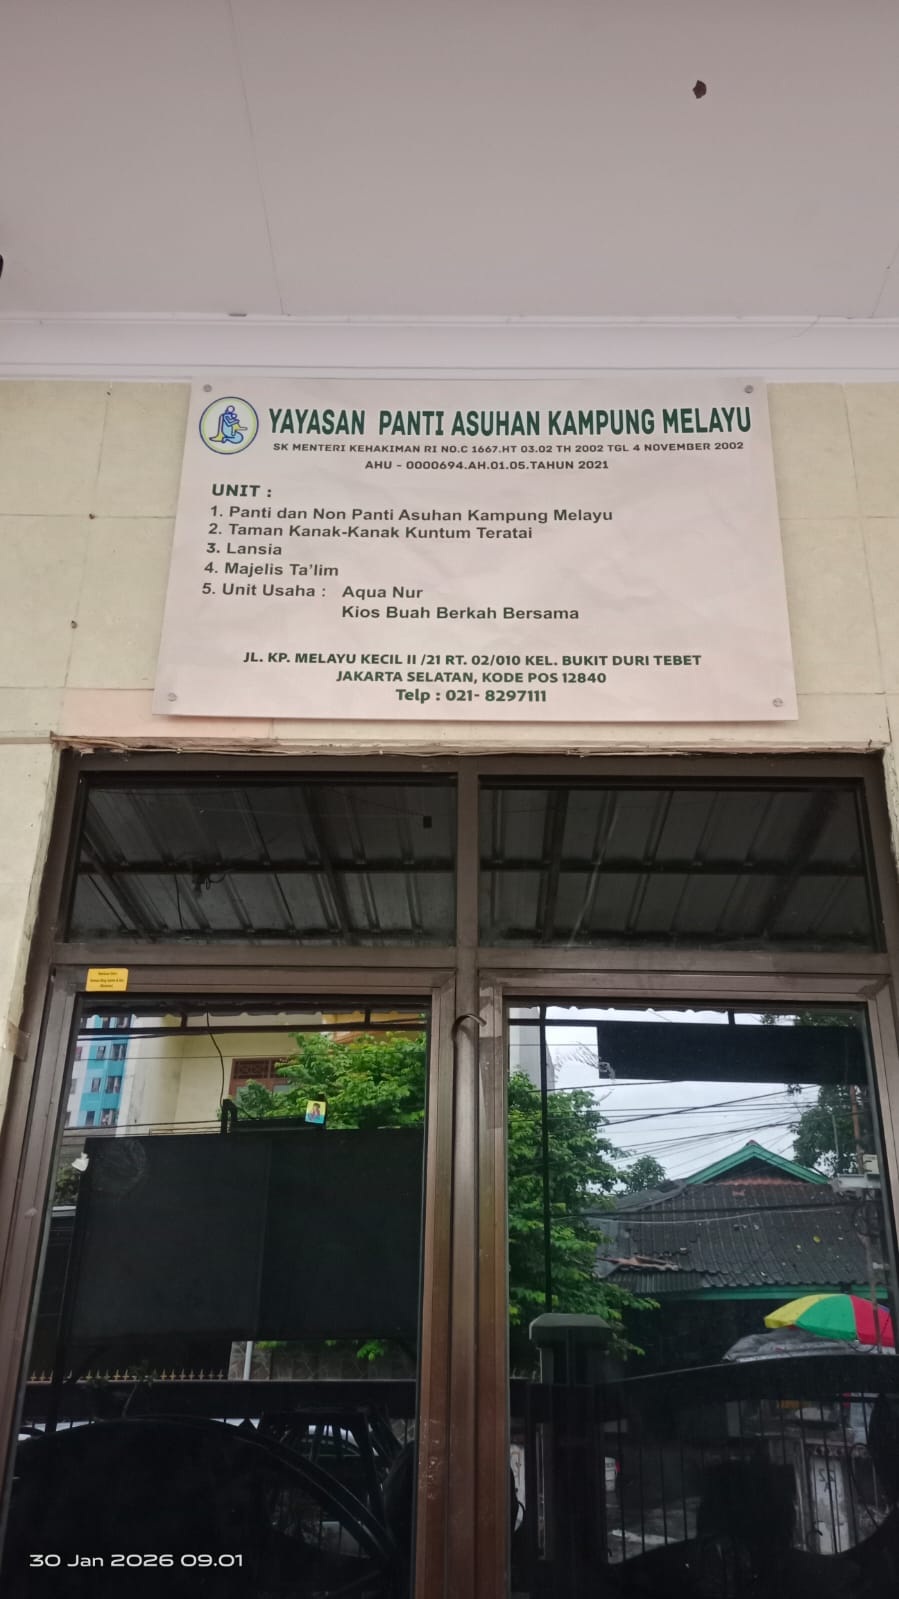 YAYASAN PANTI ASUHAN KAMPUNG MELAYU
SK MENTERI KEHAKIMAN RI NO.C 1667.HT 03.02 TH 2002 TGL 4 NOVEMBER 2002
AHU - 0000694.AH.01.05.TAHUN 2021
UNIT :
1. Panti dan Non Panti Asuhan Kampung Melayu
2. Taman Kanak-Kanak Kuntum Teratai
3. Lansia
4. Majelis Ta'lim
5. Unit Usaha : Aqua Nur
Kios Buah Berkah Bersama
JL. KP. MELAYU KECIL II /21 RT. 02/010 KEL. BUKIT DURI TEBET
JAKARTA SELATAN, KODE POS 12840
Telp : 021- 8297111
30 Jan 2026 09.01